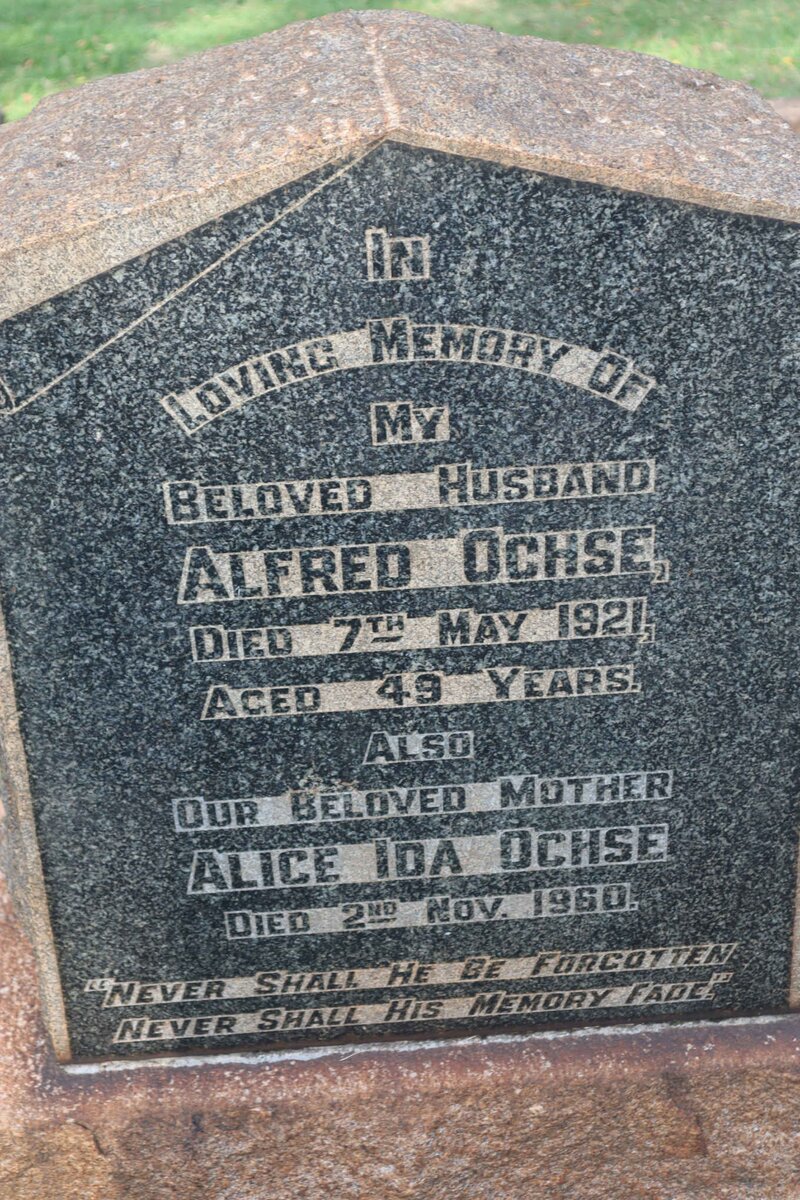 In
Loving Memory Of
My
Beloved Husband
Alfred Ochse,
Died 7th May 1921,
Aged 49 Years.
Also
Our Beloved Mother
Alice Ida Ochse
Died 2nd Nov. 1960.
"Never Shall He Be Forgotten
Never Shall His Memory Fade."